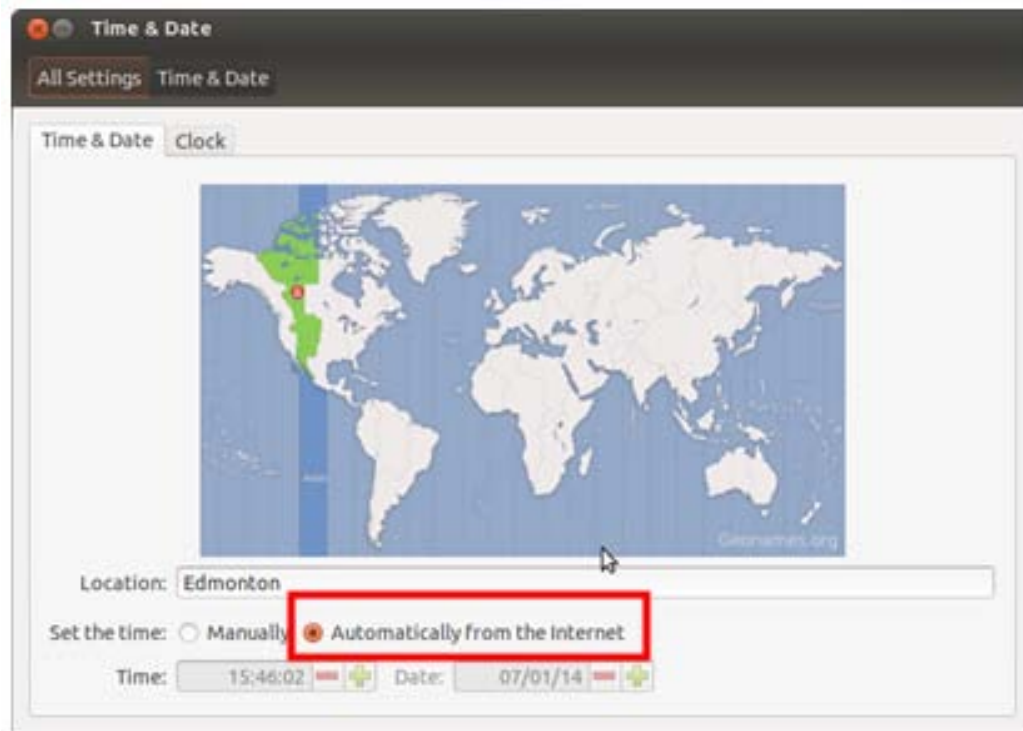 Time & Date
All Settings Time & Date
Time & Date Clock
Geonames.org
Location: Edmonton
Set the time: Manually Automatically from the Internet
Time: 15:46:02 Date: 07/01/14